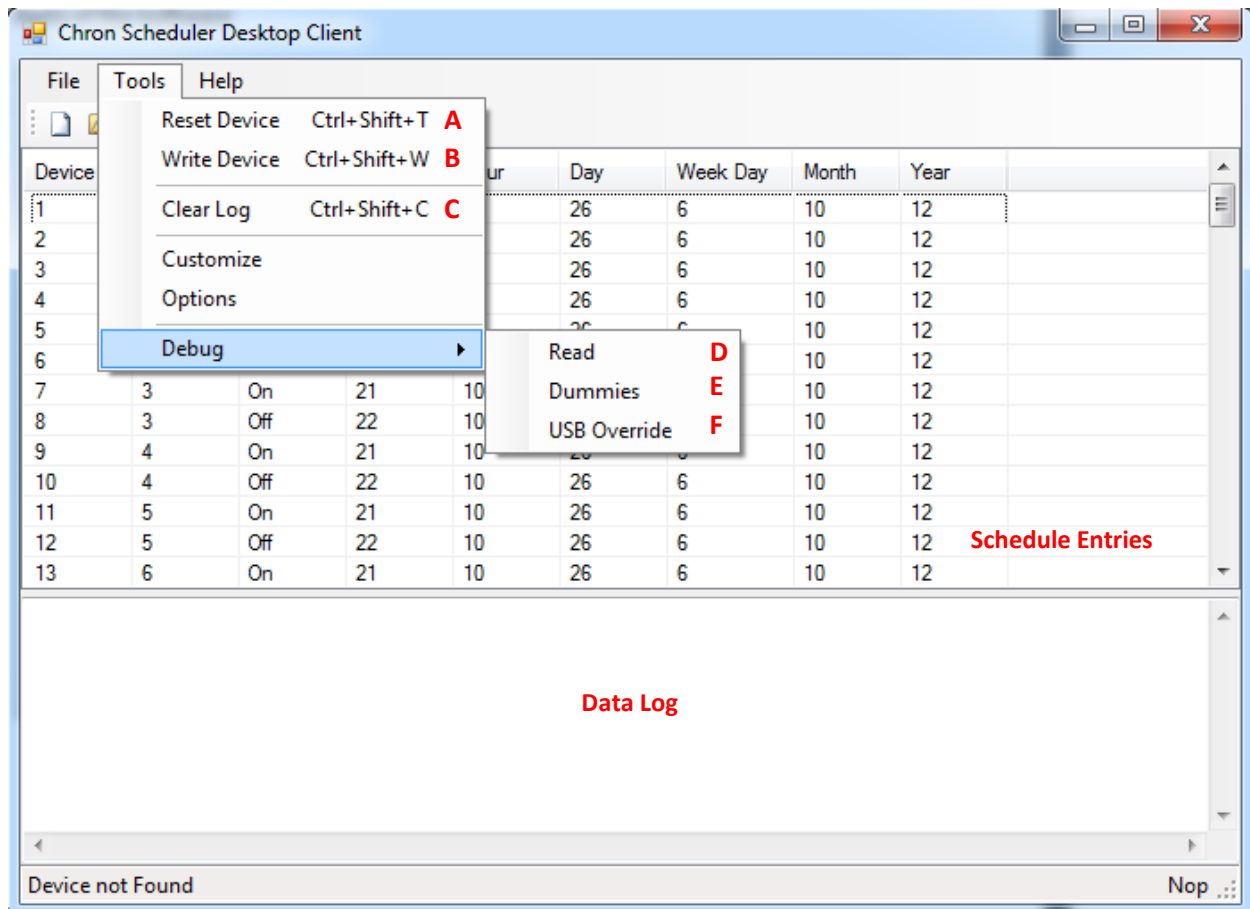 Chron Scheduler Desktop Client
File Tools Help
Reset Device Ctrl+Shift+T A
Write Device Ctrl+Shift+W B
Device ur Day Week Day Month Year
1 Clear Log Ctrl+Shift+C C 26 6 10 12
2 26 6 10 12
3 Customize 26 6 10 12
4 Options 26 6 10 12
5 26 6 10 12
6 Debug Read D 10 12
7 3 On 21 10 Dummies E 10 12
8 3 Off 22 10 USB Override F 10 12
9 4 On 21 10 26 6 10 12
10 4 Off 22 10 26 6 10 12
11 5 On 21 10 26 6 10 12
12 5 Off 22 10 26 6 10 12 Schedule Entries
13 6 On 21 10 26 6 10 12
Data Log
Device not Found Nop